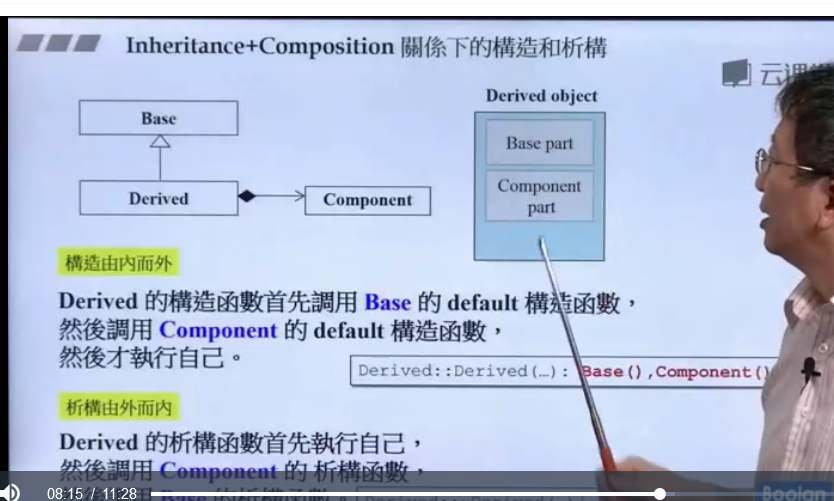 Inheritance+Composition 關係下的構造和析構
云课堂
Derived object
Base
Base part
Derived
Component
Component
part
構造由內而外
Derived 的構造函數首先調用 Base 的 default 構造函數，
然後調用 Component 的 default 構造函數，
然後才執行自己。
Derived::Derived(…): Base(),Component()
析構由外而內
Derived 的析構函數首先執行自己，
然後調用 Component 的 析構函數，
08:15 / 11:28
Boolan